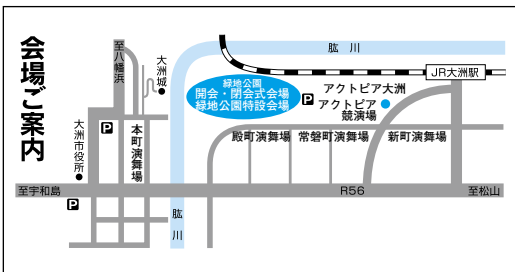 会場ご案内
至八幡浜
大洲城
肱川
JR大洲駅
緑地公園
開会・閉会式会場
緑地公園特設会場
P
アクトピア大洲
アクトピア
競演場
P
本町演舞場
大洲市役所
殿町演舞場
常磐町演舞場
新町演舞場
至宇和島
R56
至松山
P
肱川